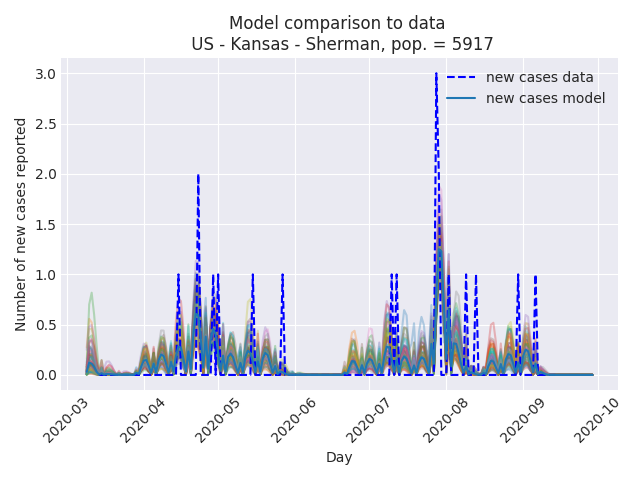 Model comparison to data
US - Kansas - Sherman, pop. = 5917
new cases data
new cases model
Number of new cases reported
3.0
2.5
2.0
1.5
1.0
0.5
0.0
2020-03
2020-04
2020-05
2020-06
2020-07
2020-08
2020-09
2020-10
Day